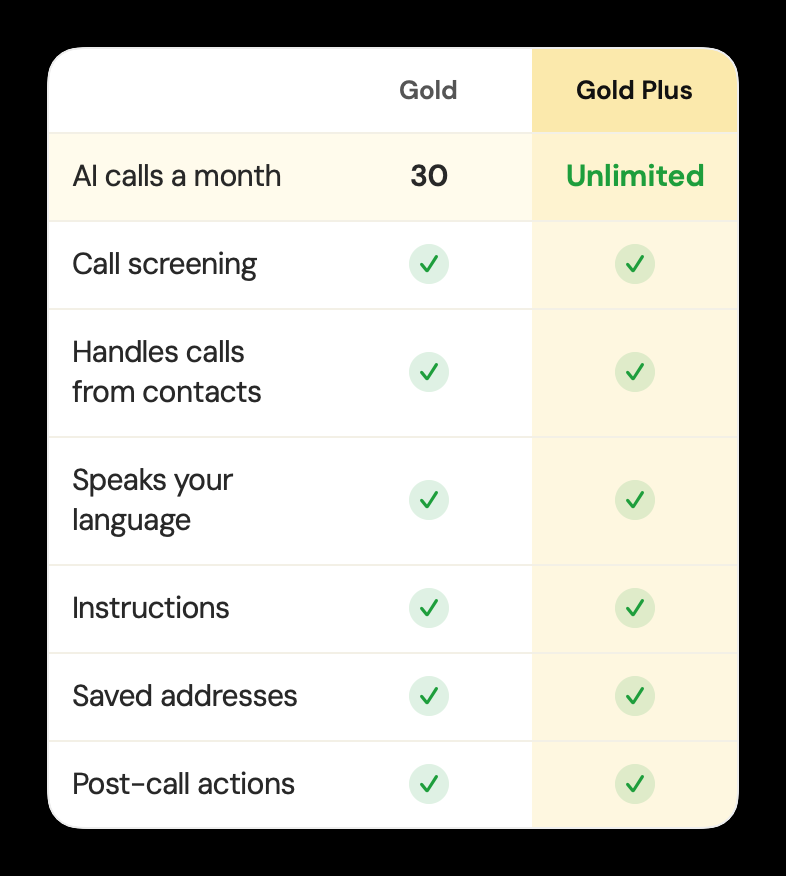 Gold Gold Plus
AI calls a month 30 Unlimited
Call screening
Handles calls
from contacts
Speaks your
language
Instructions
Saved addresses
Post-call actions